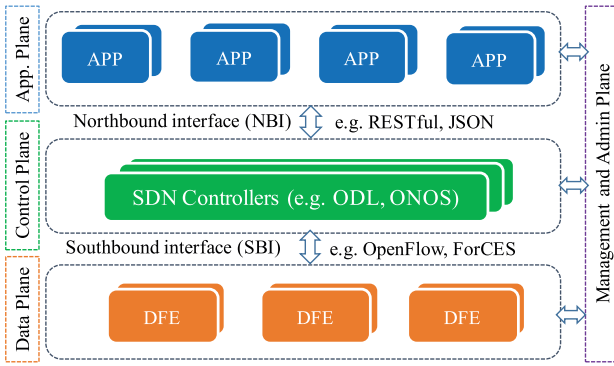 App. Plane
APP
APP
APP
APP
Northbound interface (NBI)
e.g. RESTful, JSON
Control Plane
SDN Controllers (e.g. ODL, ONOS)
Southbound interface (SBI)
e.g. OpenFlow, ForCES
Data Plane
DFE
DFE
DFE
Management and Admin Plane